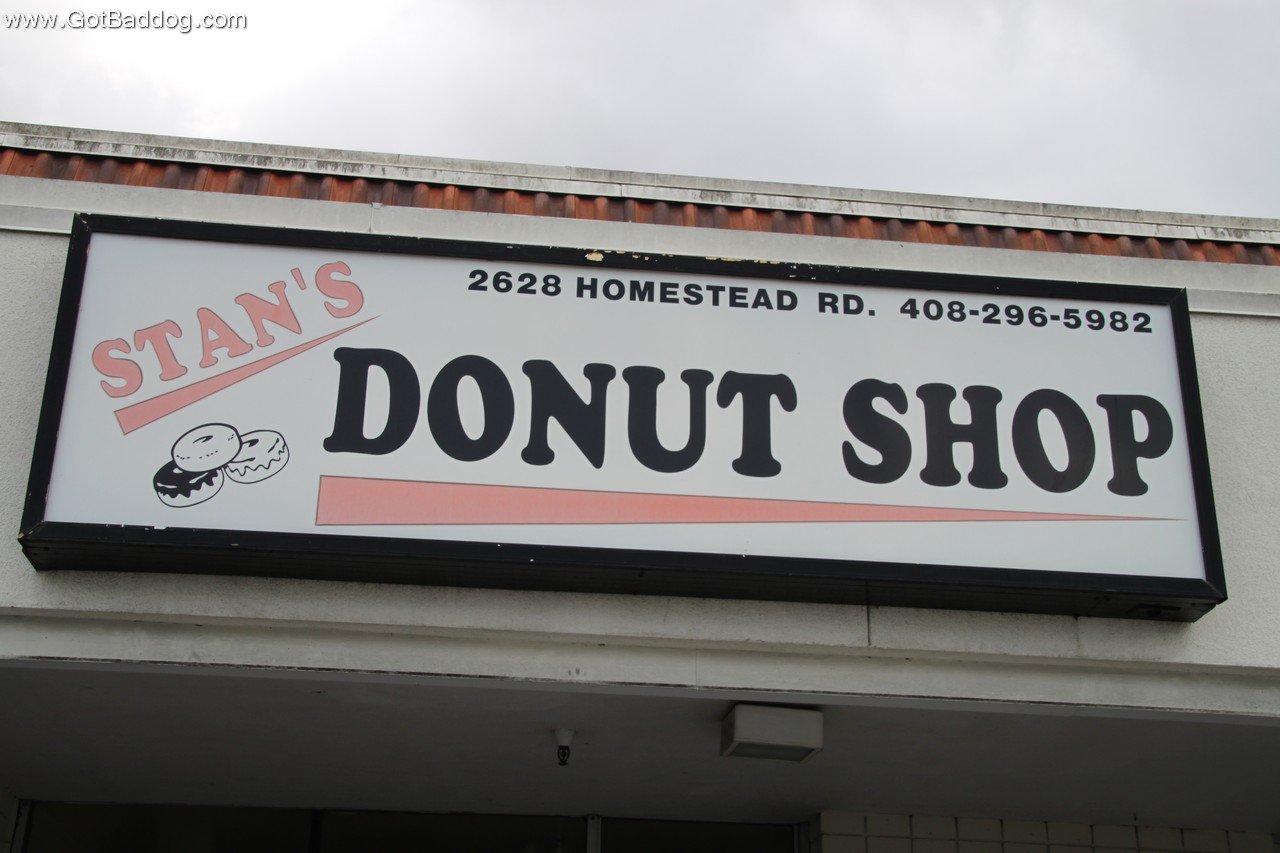 www.GotBaddog.com
2628 HOMESTEAD RD. 408-296-5982
STAN'S
DONUT SHOP